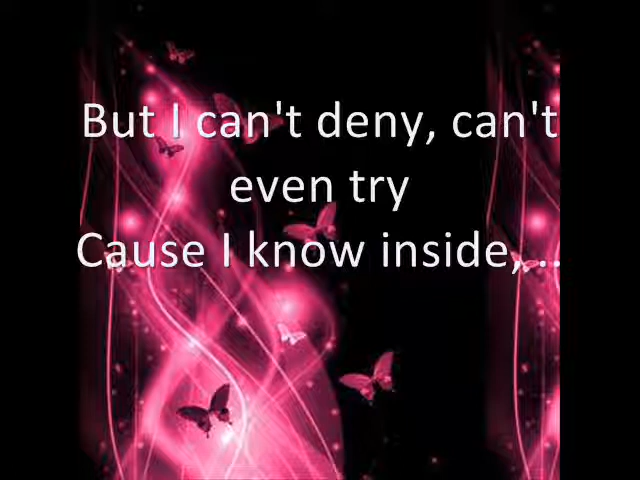 But I can't deny, can't
even try
Cause I know inside, ..